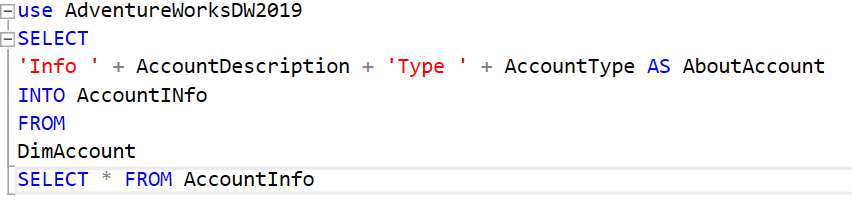 use AdventureWorksDW2019
SELECT
'Info ' + AccountDescription + 'Type ' + AccountType AS AboutAccount
INTO AccountINfo
FROM
DimAccount
SELECT * FROM AccountInfo